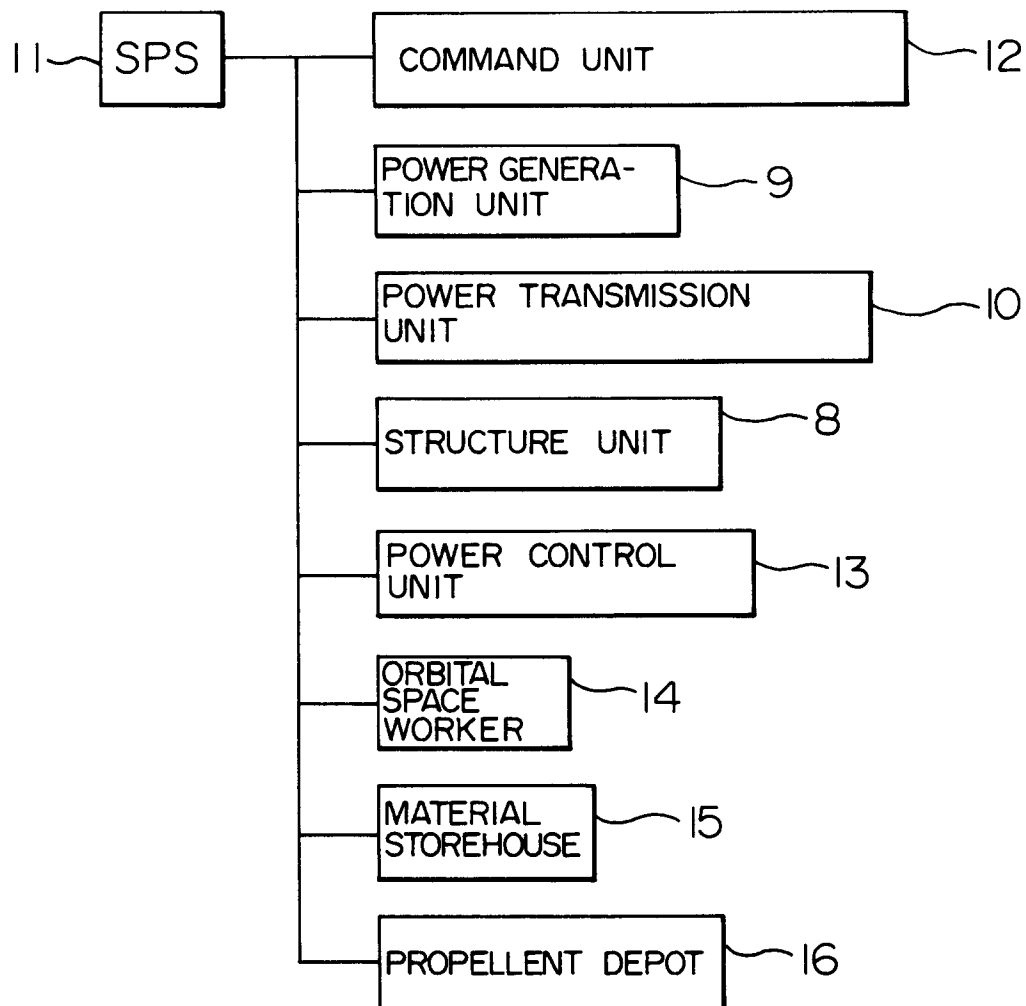 11 SPS COMMAND UNIT 12
POWER GENERA-
TION UNIT
9
POWER TRANSMISSION
UNIT
10
STRUCTURE UNIT
8
POWER CONTROL
UNIT
13
ORBITAL
SPACE
WORKER
14
MATERIAL
STOREHOUSE
15
PROPELLENT DEPOT
16